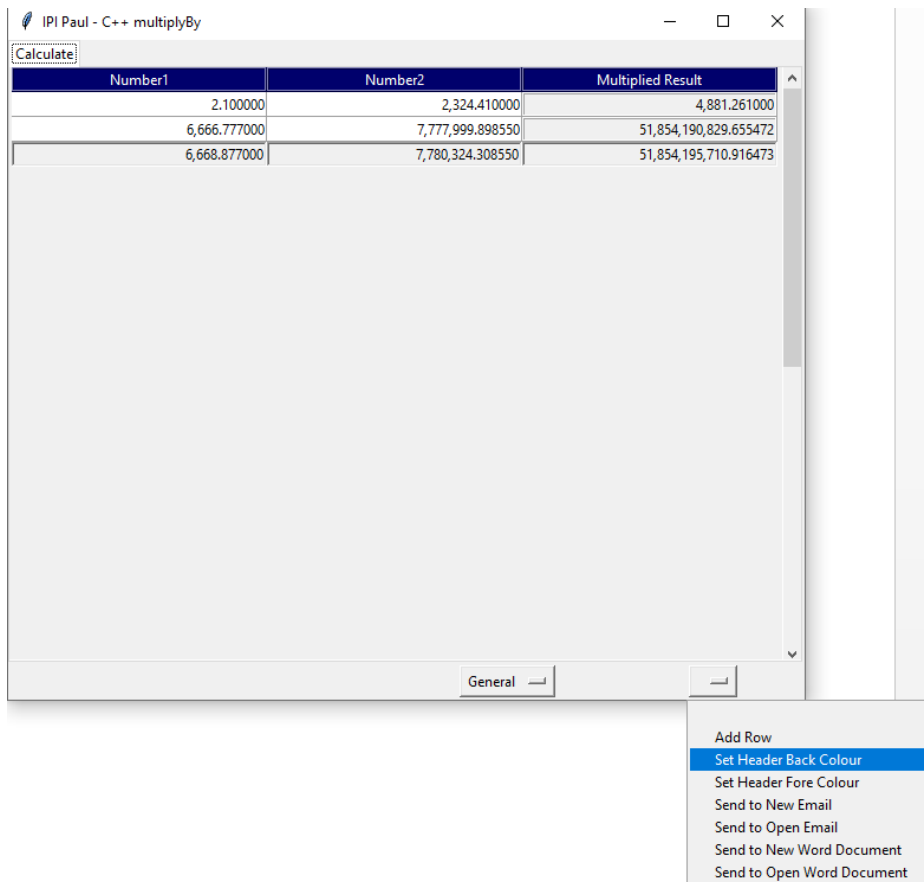 IPI Paul - C++ multiplyBy
Calculate
Number1 Number2 Multiplied Result
2.100000 2,324.410000 4,881.261000
6,666.777000 7,777,999.898550 51,854,190,829.655472
6,668.877000 7,780,324.308550 51,854,195,710.916473
General
Add Row
Set Header Back Colour
Set Header Fore Colour
Send to New Email
Send to Open Email
Send to New Word Document
Send to Open Word Document